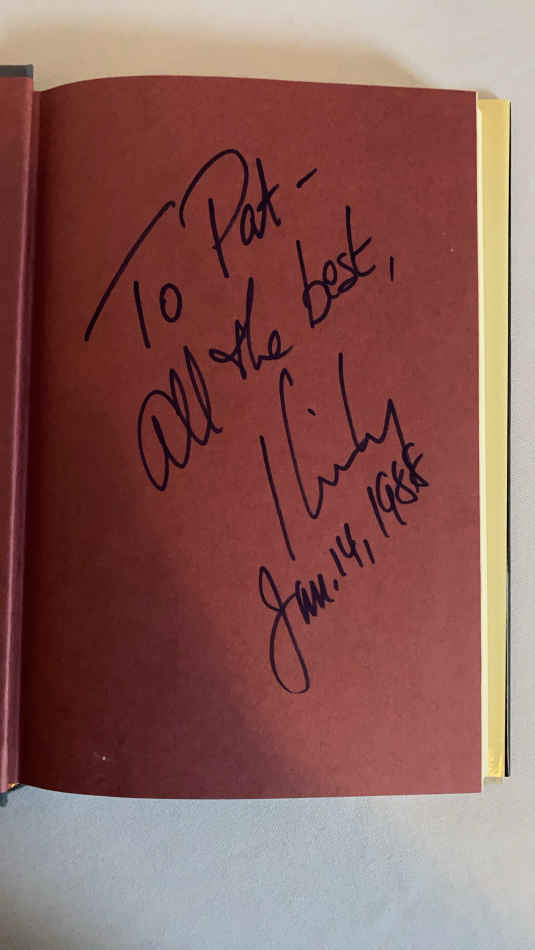 To Pat -
All the best,
Jan. 14, 1988